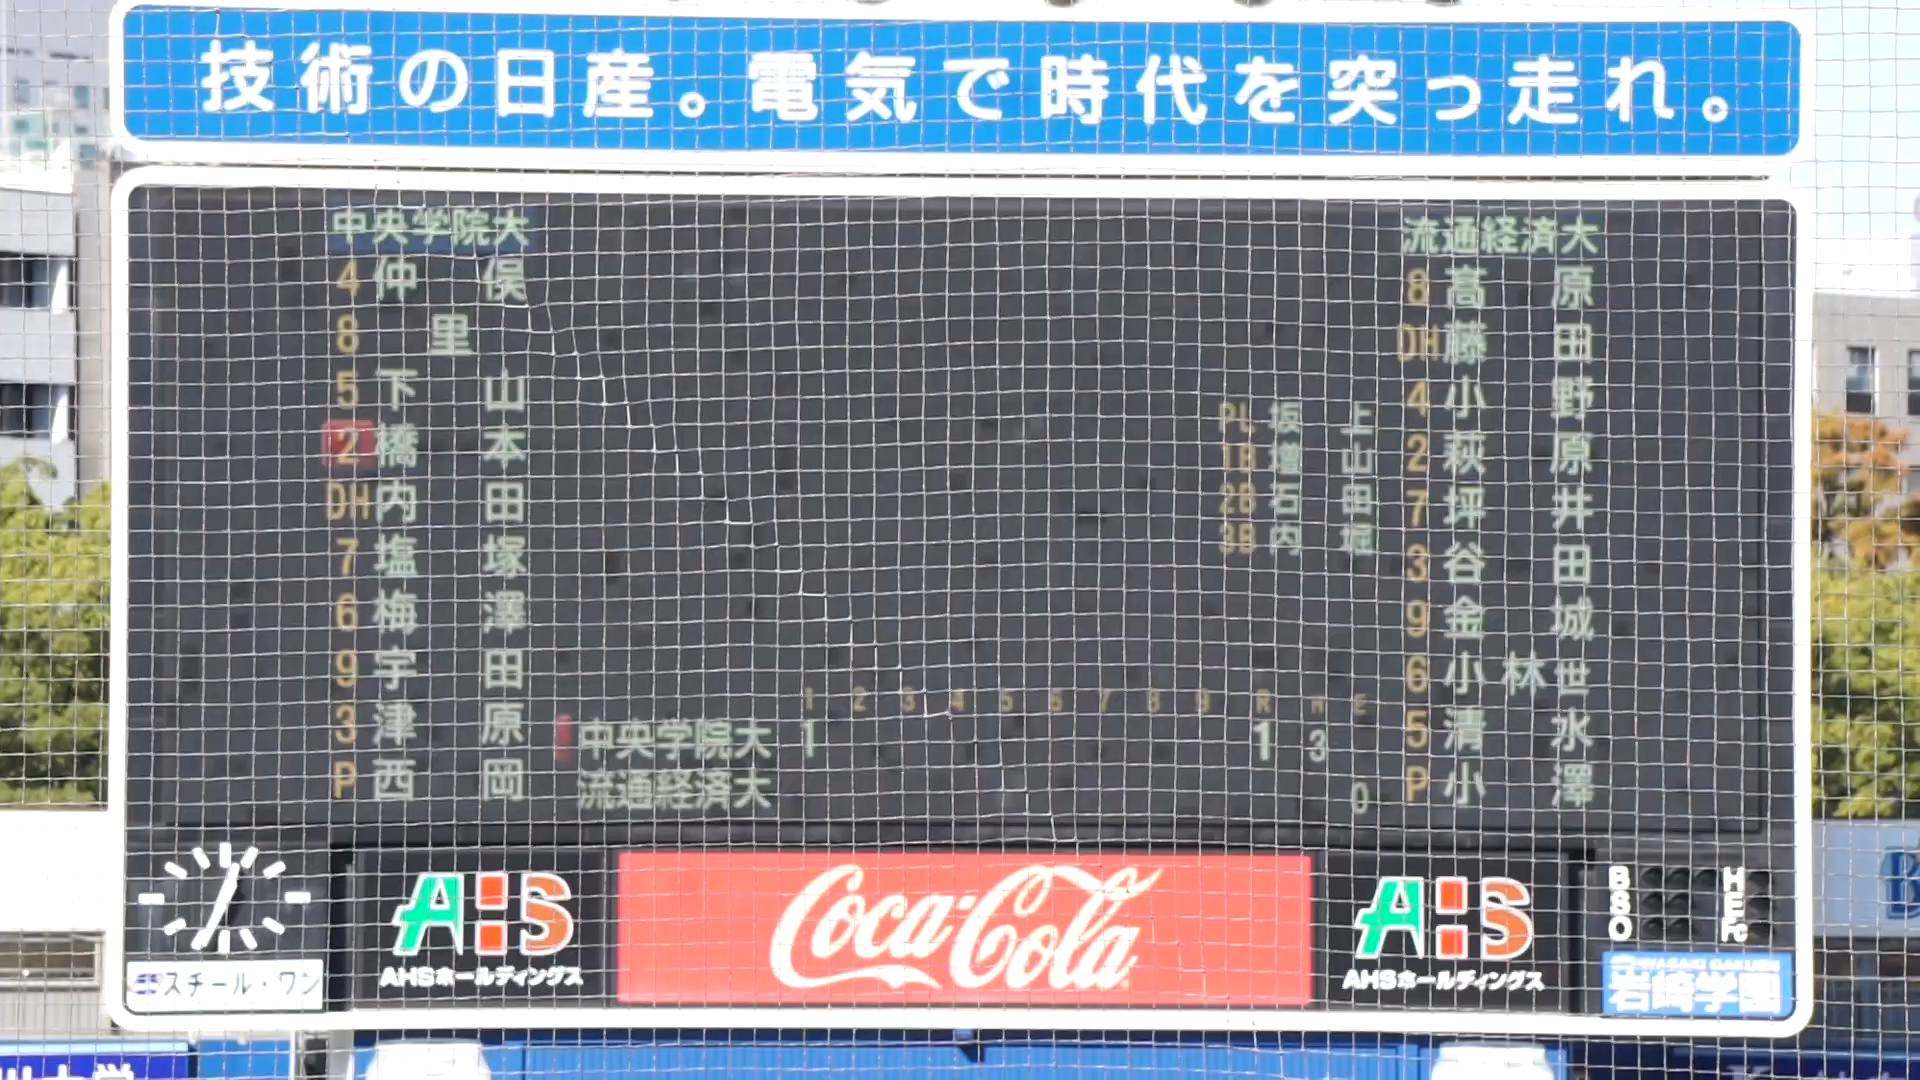 技術の日産。電気で時代を突っ走れ。
中央学院大
4 仲 俣
8 里
5 下 山
2 橋 本
DH 内 田
7 塩 塚
6 梅 澤
9 宇 田
3 津 原
P 西 岡
PL 坂 上
1B 増 山
2B 石 田
3B 内 堀
流通経済大
8 高 原
DH 藤 田
4 小 野
2 萩 原
7 坪 井
3 谷 田
9 金 城
6 小 林 世
5 清 水
P 小 澤
1 2 3 4 5 6 7 8 9 R H E
中央学院大 1 1 3
流通経済大 0
スチール・ワン
AHS
AHSホールディングス
Coca-Cola
AHS
AHSホールディングス
B H
S E
O Fc
IWASAKI GAKUEN
岩崎学園
B